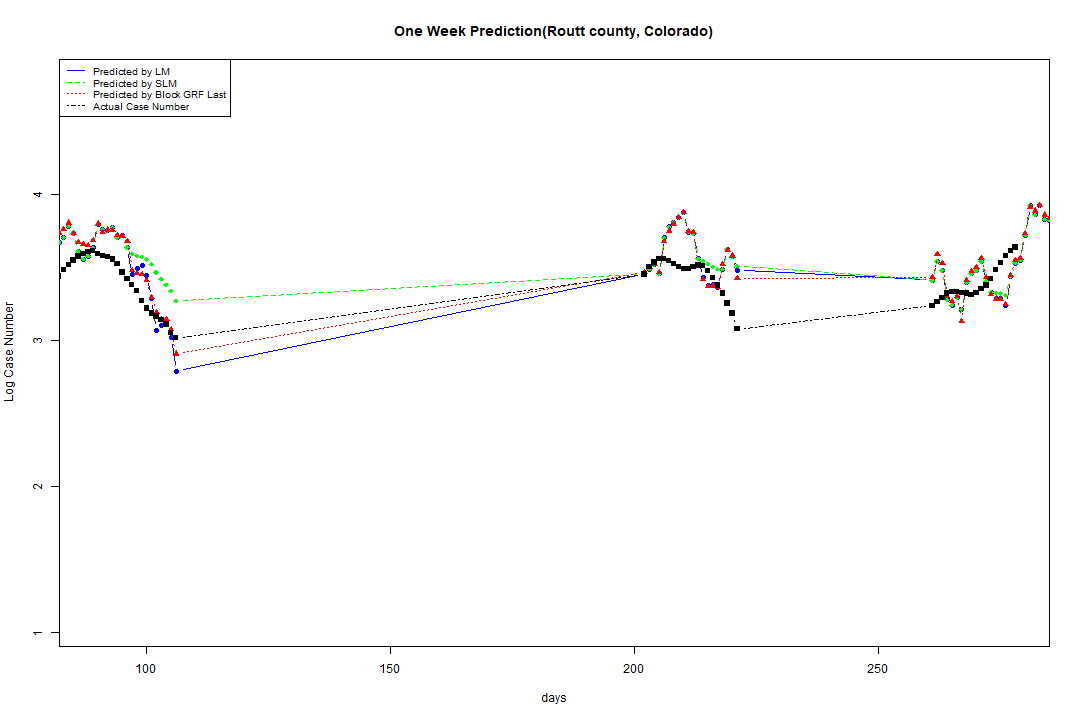 One Week Prediction(Routt county, Colorado)
Predicted by LM
Predicted by SLM
Predicted by Block GRF Last
Actual Case Number
Log Case Number
4
3
2
1
100
150
200
250
days